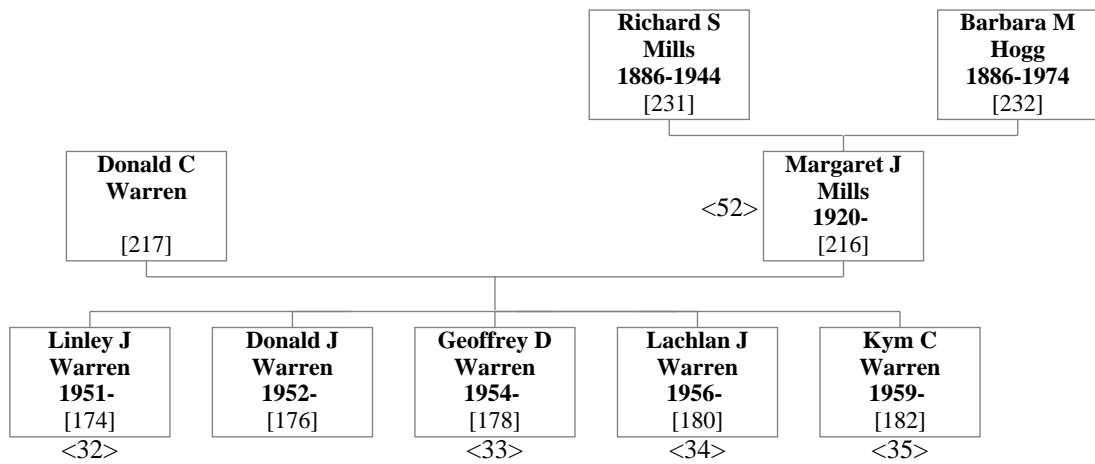 Richard S
Mills
1886-1944
[231]
Barbara M
Hogg
1886-1974
[232]
Donald C
Warren
[217]
<52>
Margaret J
Mills
1920-
[216]
Linley J
Warren
1951-
[174]
<32>
Donald J
Warren
1952-
[176]
Geoffrey D
Warren
1954-
[178]
<33>
Lachlan J
Warren
1956-
[180]
<34>
Kym C
Warren
1959-
[182]
<35>